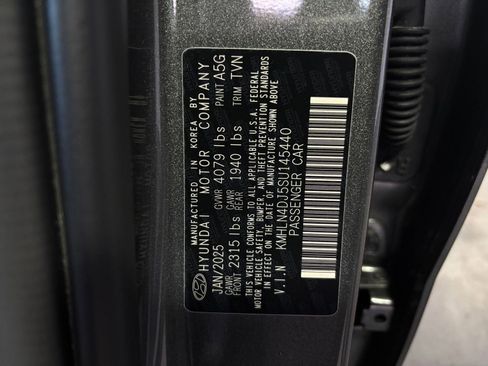 MANUFACTURED IN KOREA BY
HYUNDAI MOTOR COMPANY
JAN/2025 GVWR 4079 lbs PAINT A5G
GAWR FRONT 2315 lbs GAWR REAR 1940 lbs TRIM TVN
THIS VEHICLE CONFORMS TO ALL APPLICABLE U.S.A. FEDERAL
MOTOR VEHICLE SAFETY, BUMPER, AND THEFT PREVENTION STANDARDS
IN EFFECT ON THE DATE OF MANUFACTURE SHOWN ABOVE
V.I.N KMHLN4DJ5SU145440
PASSENGER CAR